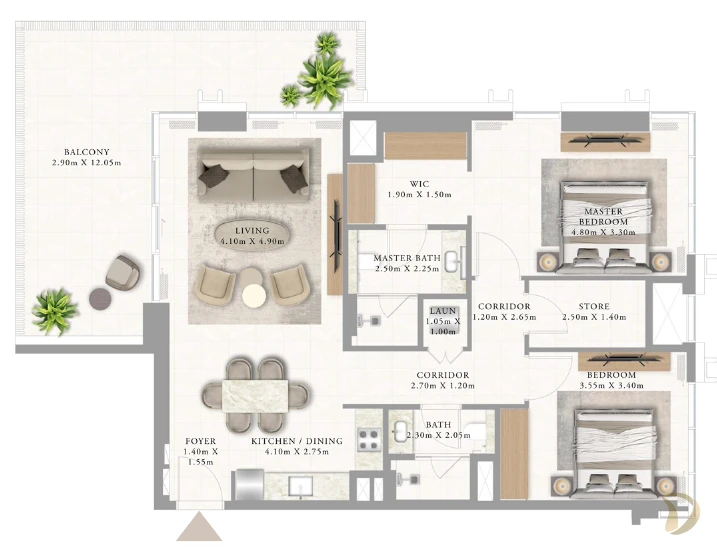 BALCONY
2.90m X 12.05m
LIVING
4.10m X 4.90m
WIC
1.90m X 1.50m
MASTER
BEDROOM
4.80m X 3.30m
MASTER BATH
2.50m X 2.25m
LAUN
1.05m X
1.00m
CORRIDOR
1.20m X 2.65m
STORE
2.50m X 1.40m
CORRIDOR
2.70m X 1.20m
BEDROOM
3.55m X 3.40m
FOYER
1.40m X
1.55m
KITCHEN / DINING
4.10m X 2.75m
BATH
2.30m X 2.05m